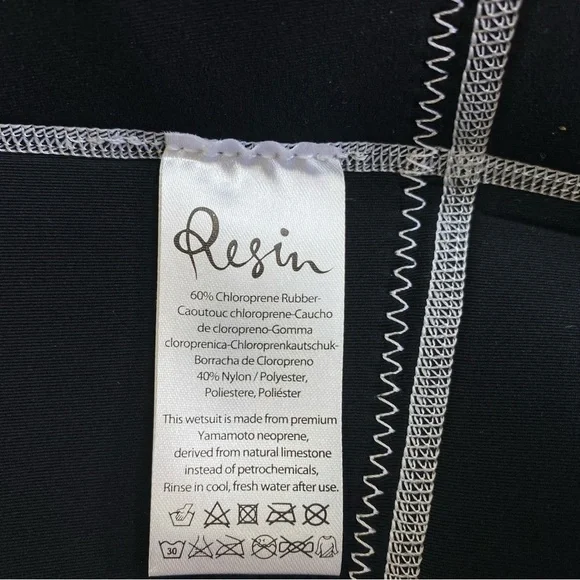 Resin
60% Chloroprene Rubber-
Caoutouc chloroprene-Caucho
de cloropreno-Gomma
cloroprenica-Chloroprenkautschuk-
Borracha de Cloropreno
40% Nylon / Polyester,
Poliestere, Poliéster
This wetsuit is made from premium
Yamamoto neoprene,
derived from natural limestone
instead of petrochemicals,
Rinse in cool, fresh water after use.
30